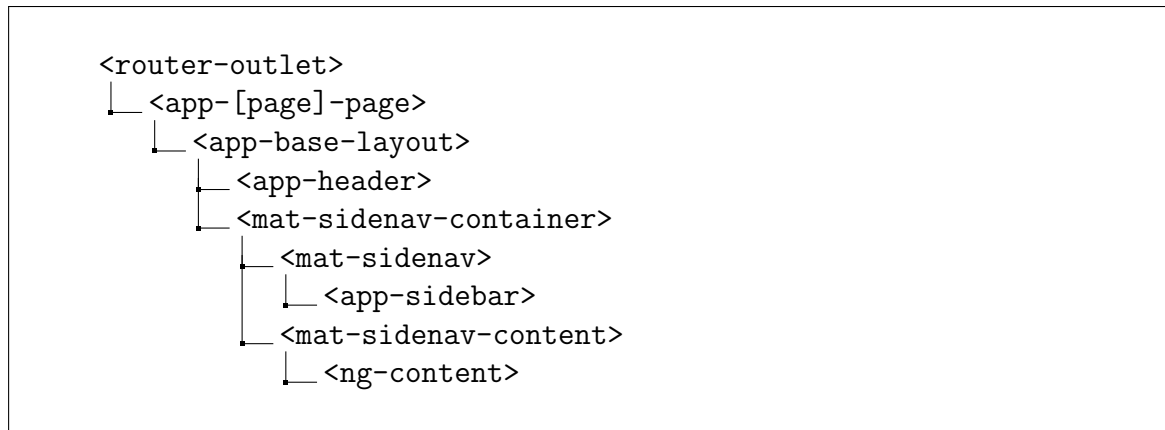 <router-outlet>
<app-[page]-page>
<app-base-layout>
<app-header>
<mat-sidenav-container>
<mat-sidenav>
<app-sidebar>
<mat-sidenav-content>
<ng-content>